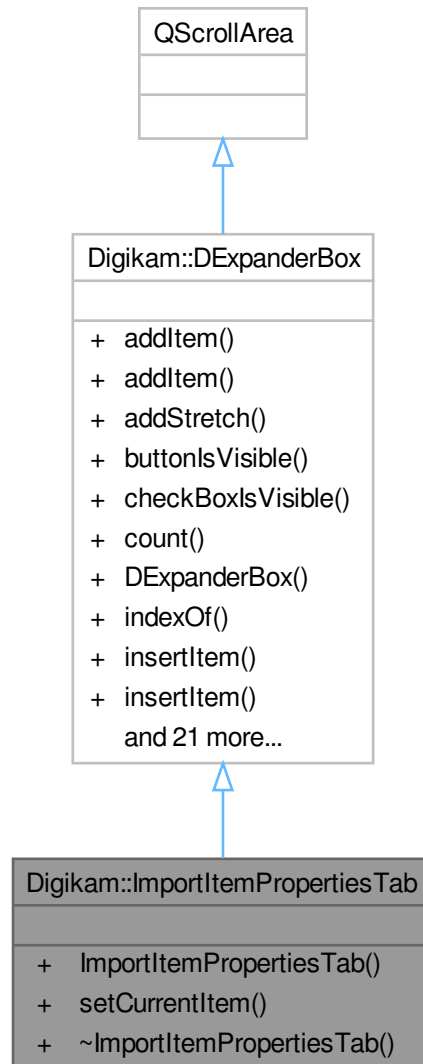 QScrollArea
Digikam::DExpanderBox
+ addItem()
+ addItem()
+ addStretch()
+ buttonIsVisible()
+ checkBoxIsVisible()
+ count()
+ DExpanderBox()
+ indexOf()
+ insertItem()
+ insertItem()
and 21 more...
Digikam::ImportItemPropertiesTab
+ ImportItemPropertiesTab()
+ setCurrentItem()
+ ~ImportItemPropertiesTab()